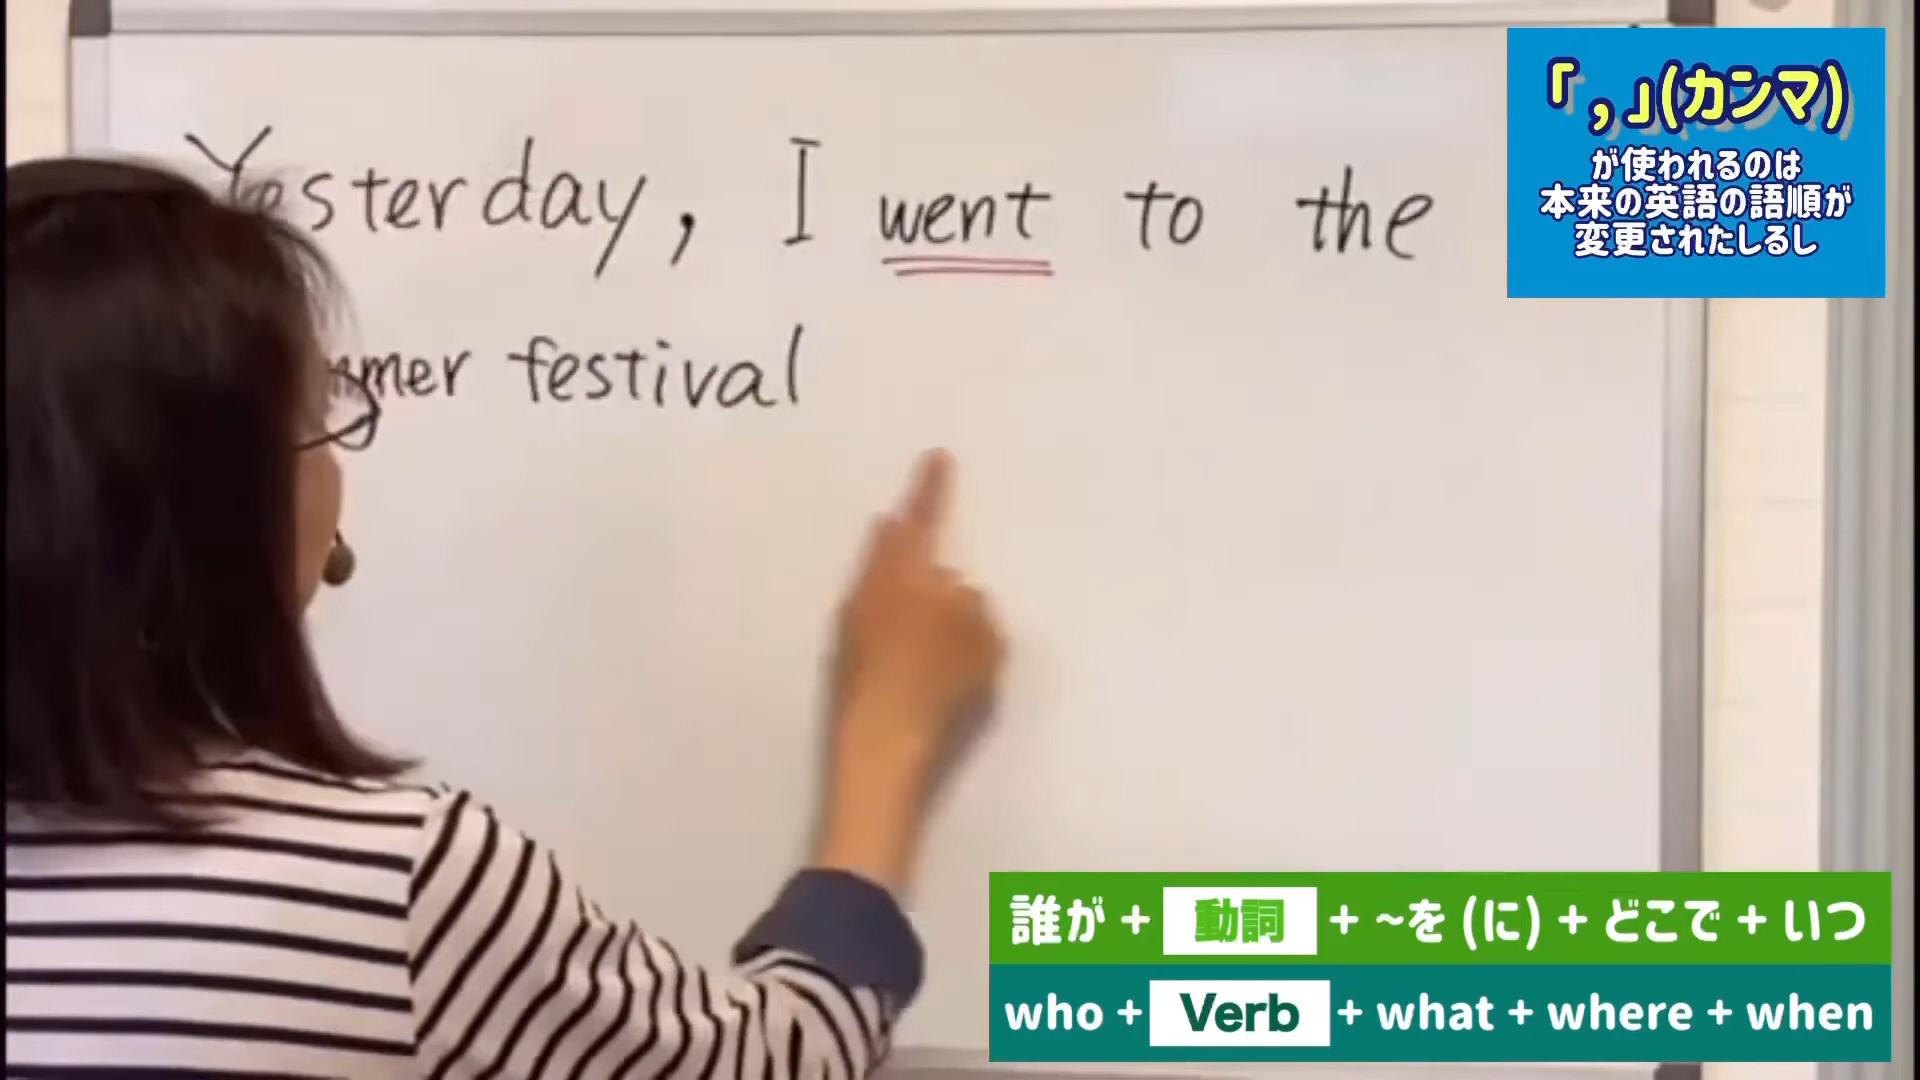 Yesterday, I went to the
mmer festival
「,」(カンマ)
が使われるのは
本来の英語の語順が
変更されたしるし
誰が + 動詞 + ~を (に) + どこで + いつ
who + Verb + what + where + when